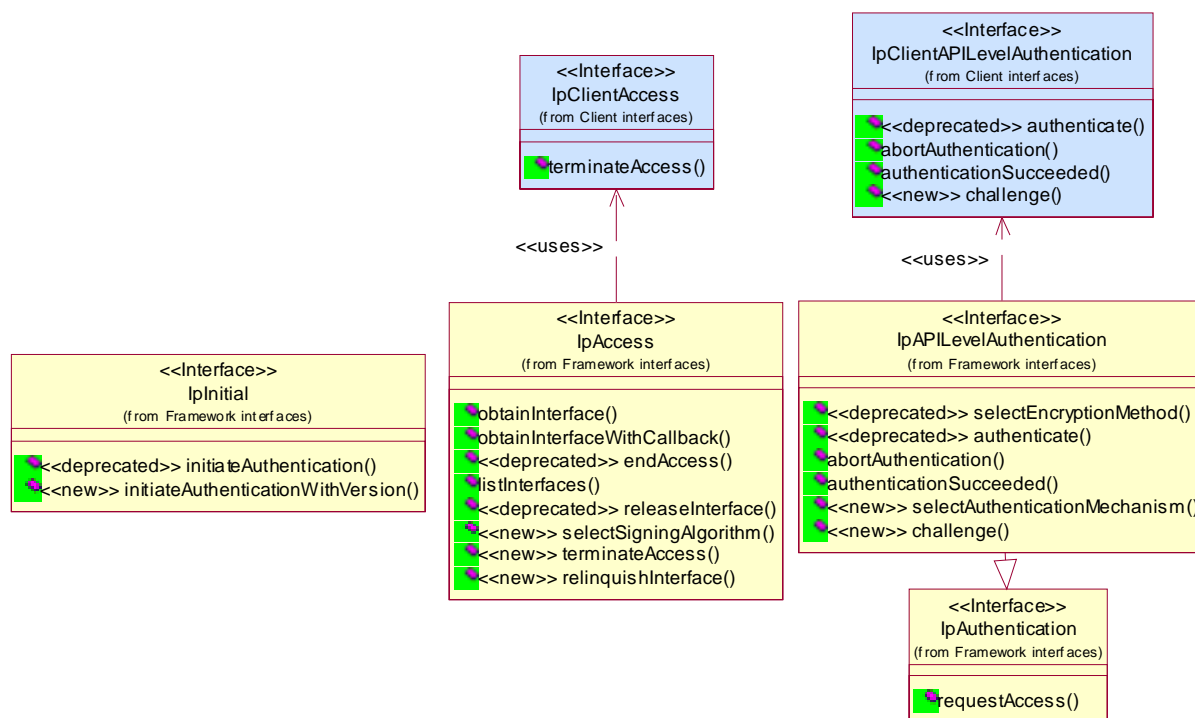 <<Interface>>
IpClientAPILevelAuthentication
(from Client interfaces)
<<deprecated>> authenticate()
abortAuthentication()
authenticationSucceeded()
<<new>> challenge()
<<Interface>>
IpClientAccess
(from Client interfaces)
terminateAccess()
<<uses>>
<<uses>>
<<Interface>>
IpInitial
(from Framework interfaces)
<<deprecated>> initiateAuthentication()
<<new>> initiateAuthenticationWithVersion()
<<Interface>>
IpAccess
(from Framework interfaces)
obtainInterface()
obtainInterfaceWithCallback()
<<deprecated>> endAccess()
listInterfaces()
<<deprecated>> releaseInterface()
<<new>> selectSigningAlgorithm()
<<new>> terminateAccess()
<<new>> relinquishInterface()
<<Interface>>
IpAPILevelAuthentication
(from Framework interfaces)
<<deprecated>> selectEncryptionMethod()
<<deprecated>> authenticate()
abortAuthentication()
authenticationSucceeded()
<<new>> selectAuthenticationMechanism()
<<new>> challenge()
<<Interface>>
IpAuthentication
(from Framework interfaces)
requestAccess()